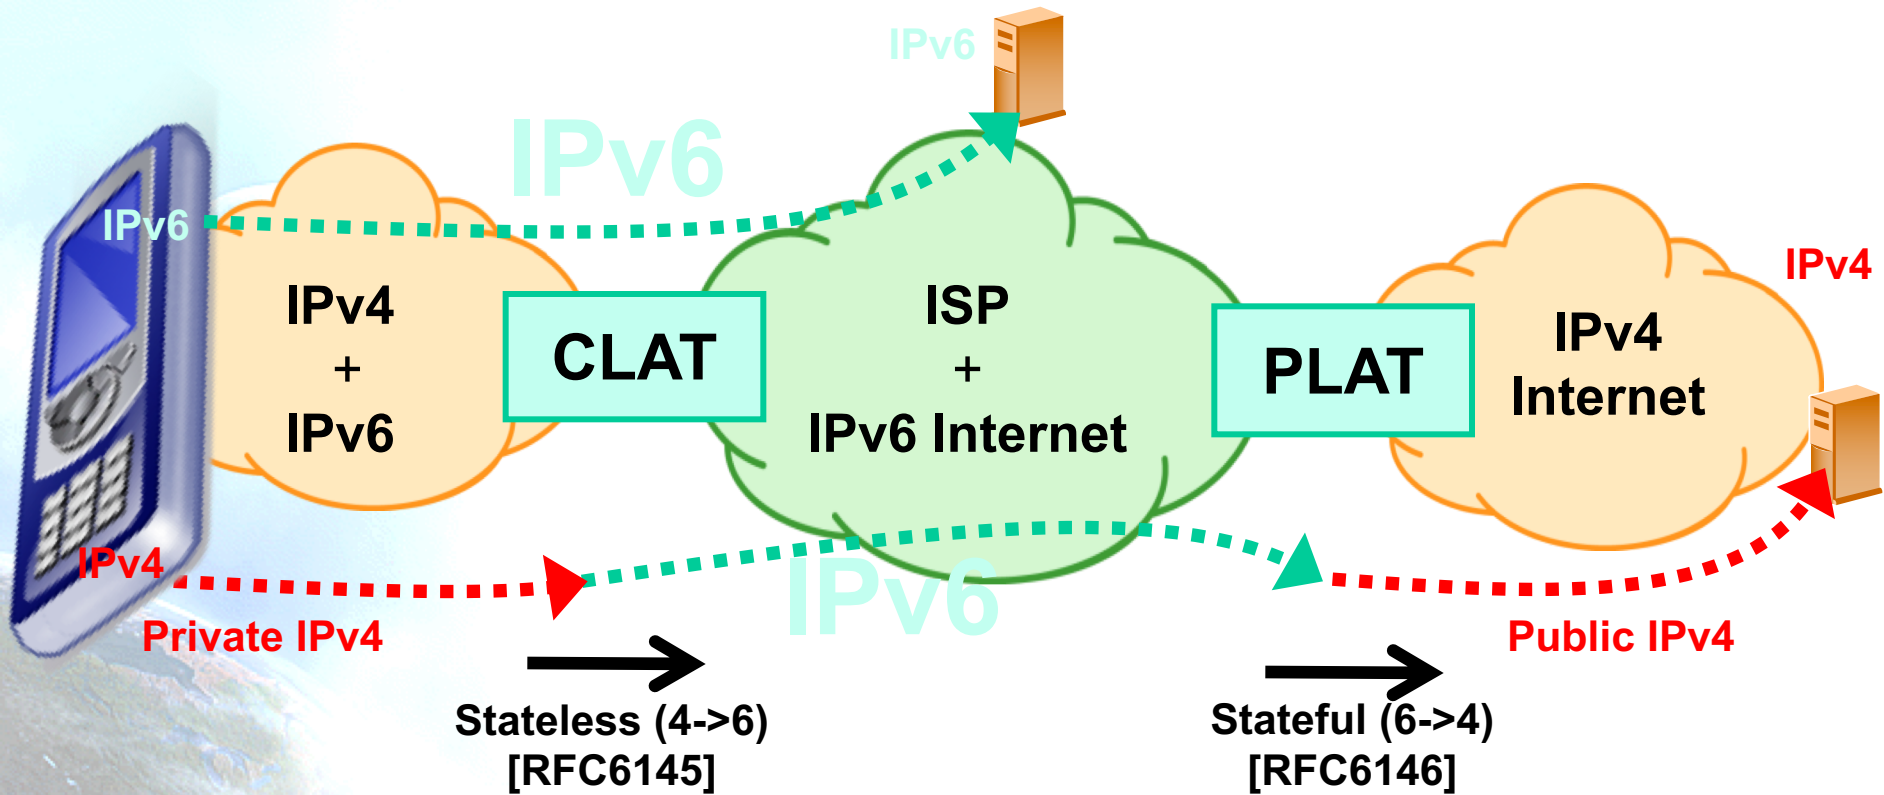 IPv6
IPv6
IPv6
IPv4
+
IPv6
CLAT
ISP
+
IPv6 Internet
PLAT
IPv4
Internet
IPv4
IPv4
Private IPv4
IPv6
Public IPv4
Stateless (4->6)
[RFC6145]
Stateful (6->4)
[RFC6146]